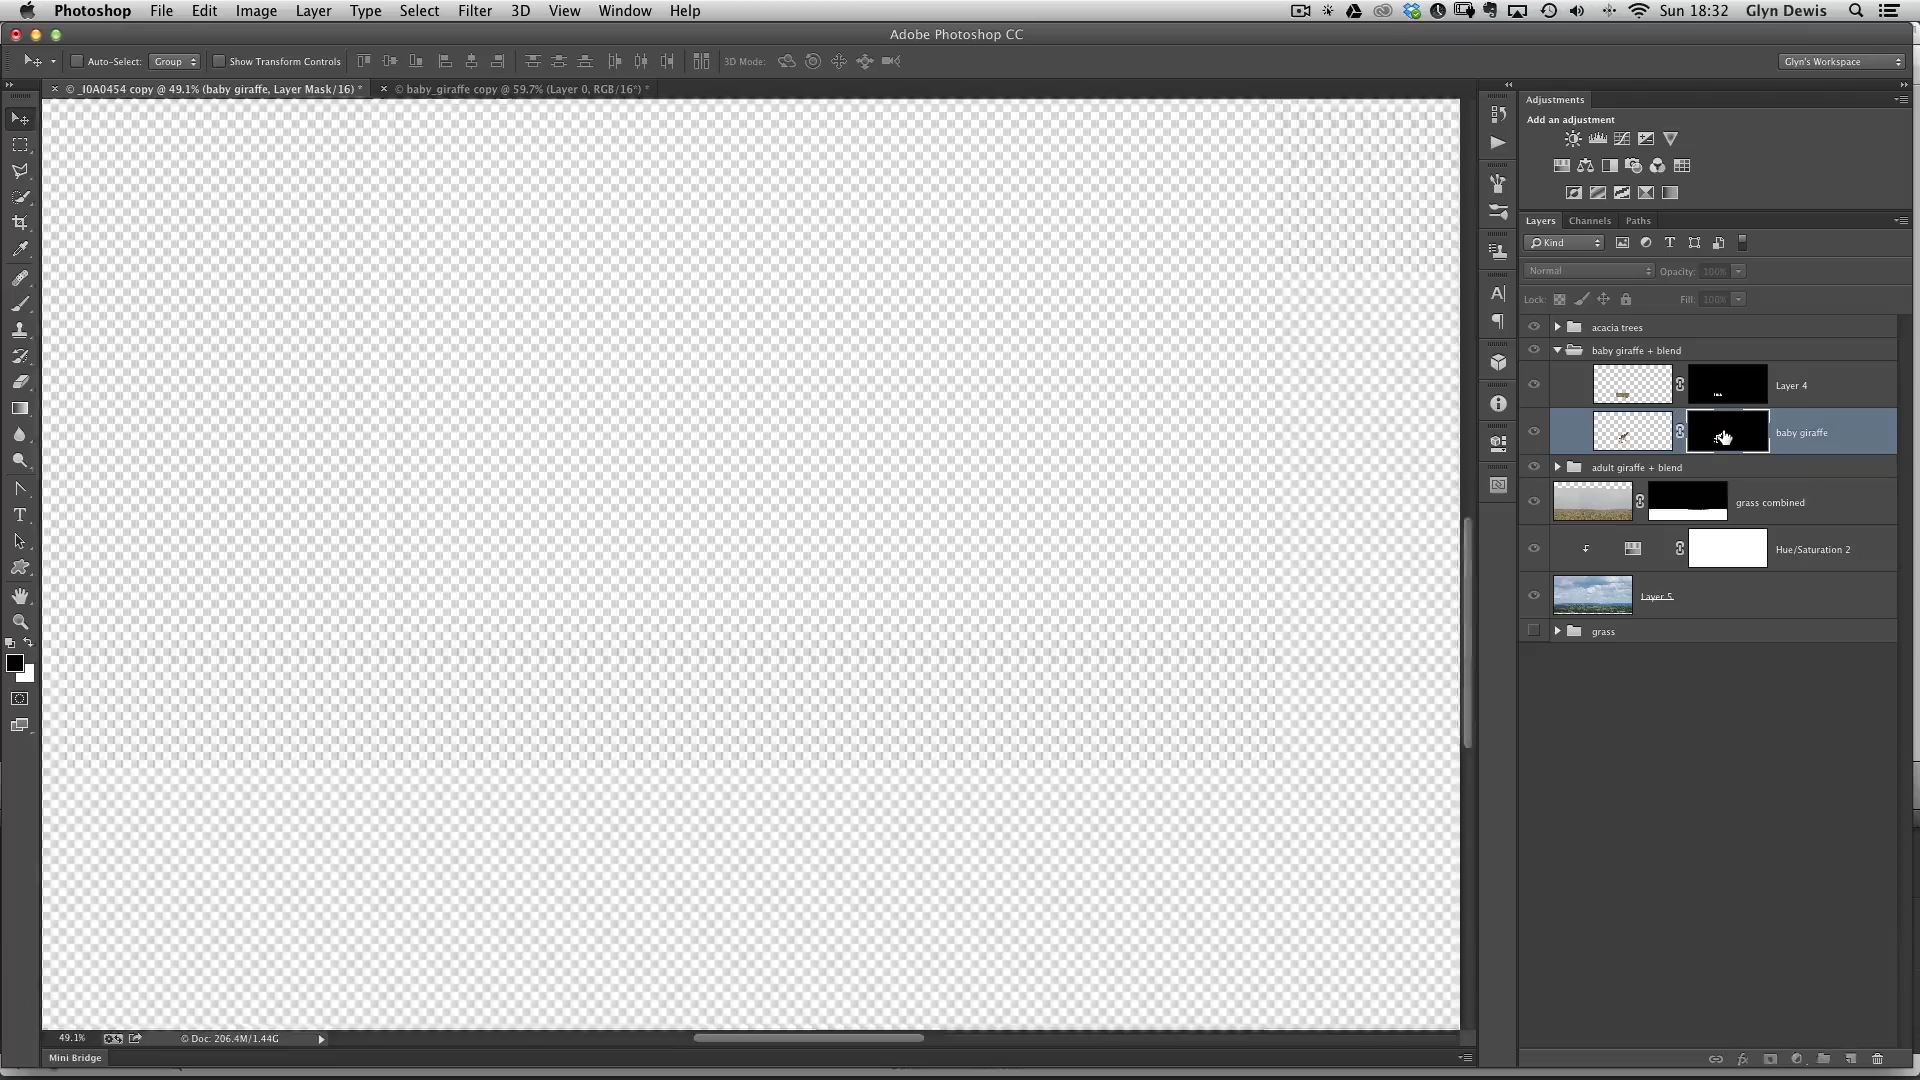 Photoshop File Edit Image Layer Type Select Filter 3D View Window Help Sun 18:32 Glyn Dewis
Adobe Photoshop CC
Auto-Select: Group Show Transform Controls 3D Mode: Glyn's Workspace
© _I0A0454 copy @ 49.1% (baby giraffe, Layer Mask/16) * © baby_giraffe copy @ 59.7% (Layer 0, RGB/16*) *
Adjustments
Add an adjustment
Layers Channels Paths
Kind
Normal Opacity: 100%
Lock: Fill: 100%
acacia trees
baby giraffe + blend
Layer 4
baby giraffe
adult giraffe + blend
grass combined
Hue/Saturation 2
Layer 5
grass
49.1% © Doc: 206.4M/1.44G
Mini Bridge